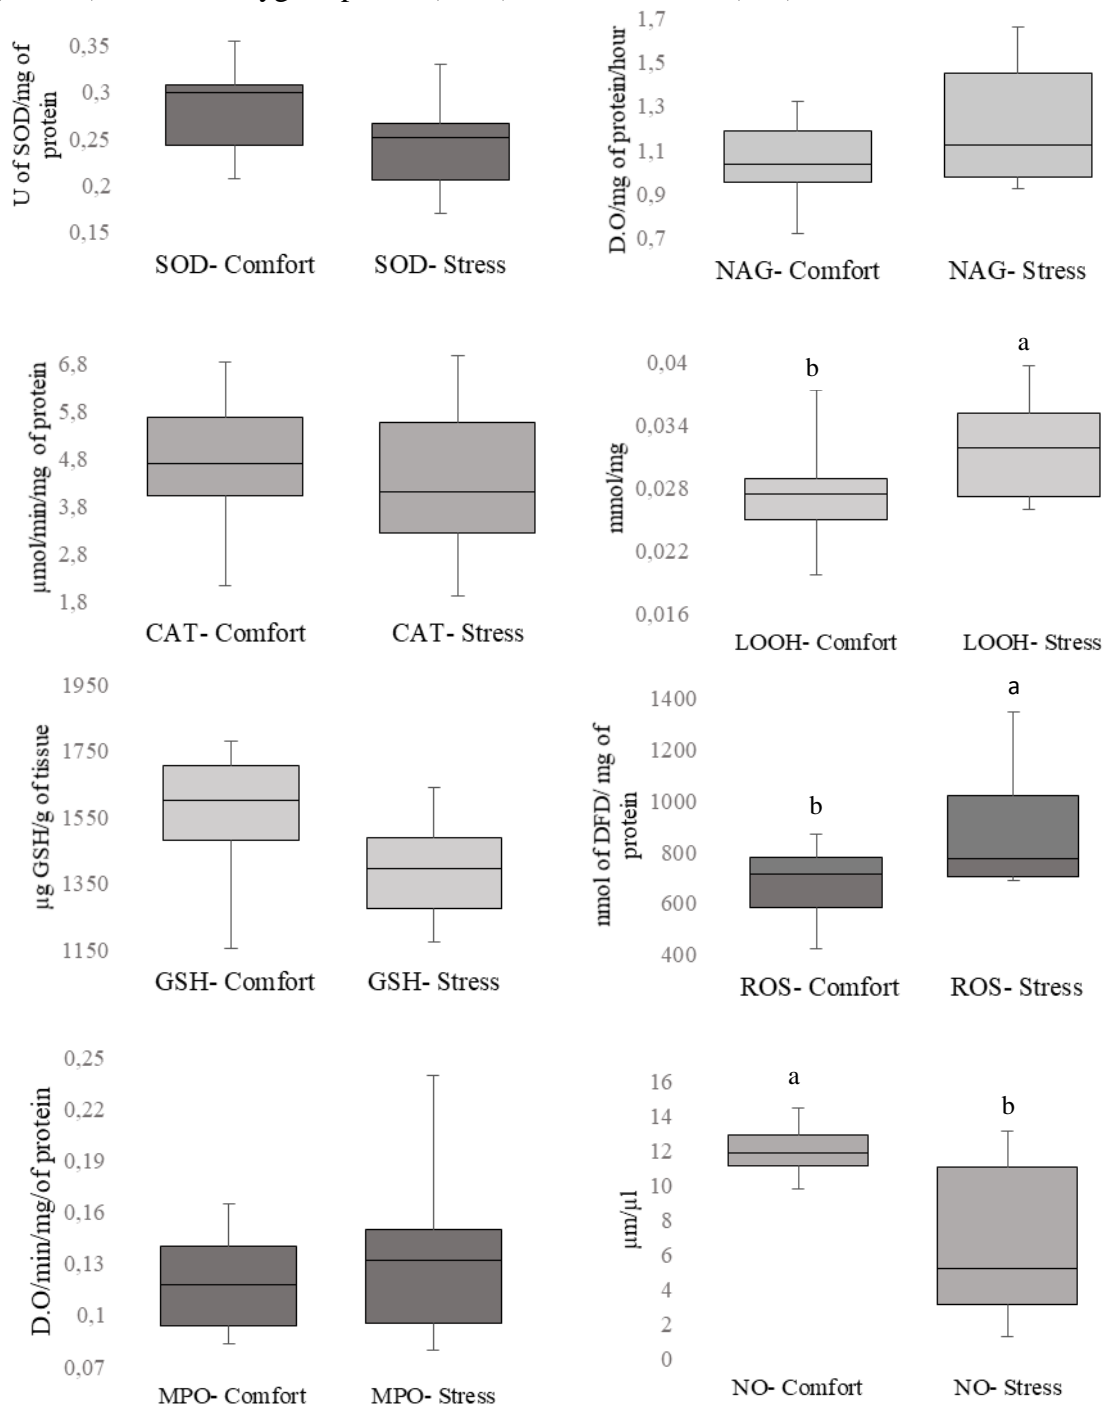 0,35
0,3
0,25
0,2
0,15
U of SOD/mg of
protein
SOD- Comfort
SOD- Stress
1,7
1,5
1,3
1,1
0,9
0,7
D.O/mg of protein/hour
NAG- Comfort
NAG- Stress
6,8
5,8
4,8
3,8
2,8
1,8
µmol/min/mg of protein
CAT- Comfort
CAT- Stress
0,04
0,034
0,028
0,022
0,016
mmol/mg
b
a
LOOH- Comfort
LOOH- Stress
1950
1750
1550
1350
1150
µg GSH/g of tissue
GSH- Comfort
GSH- Stress
1400
1200
1000
800
600
400
nmol of DFD/ mg of
protein
b
a
ROS- Comfort
ROS- Stress
0,25
0,22
0,19
0,16
0,13
0,1
0,07
D.O/min/mg/of protein
MPO- Comfort
MPO- Stress
16
14
12
10
8
6
4
2
0
µm/µl
a
b
NO- Comfort
NO- Stress